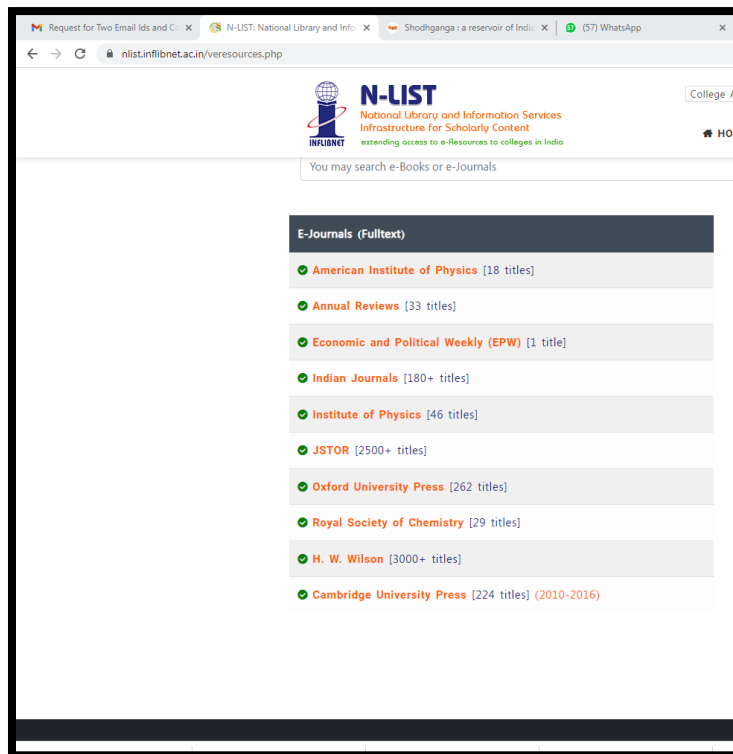 Request for Two Email Ids and Co
N-LIST: National Library and Info
Shodhganga : a reservoir of India
(57) WhatsApp
nlist.inflibnet.ac.in/veresources.php
INFLIBNET
N-LIST
National Library and Information Services
Infrastructure for Scholarly Content
extending access to e-Resources to colleges in India
College A
HO
You may search e-Books or e-Journals
E-Journals (Fulltext)
American Institute of Physics [18 titles]
Annual Reviews [33 titles]
Economic and Political Weekly (EPW) [1 title]
Indian Journals [180+ titles]
Institute of Physics [46 titles]
JSTOR [2500+ titles]
Oxford University Press [262 titles]
Royal Society of Chemistry [29 titles]
H. W. Wilson [3000+ titles]
Cambridge University Press [224 titles] (2010-2016)